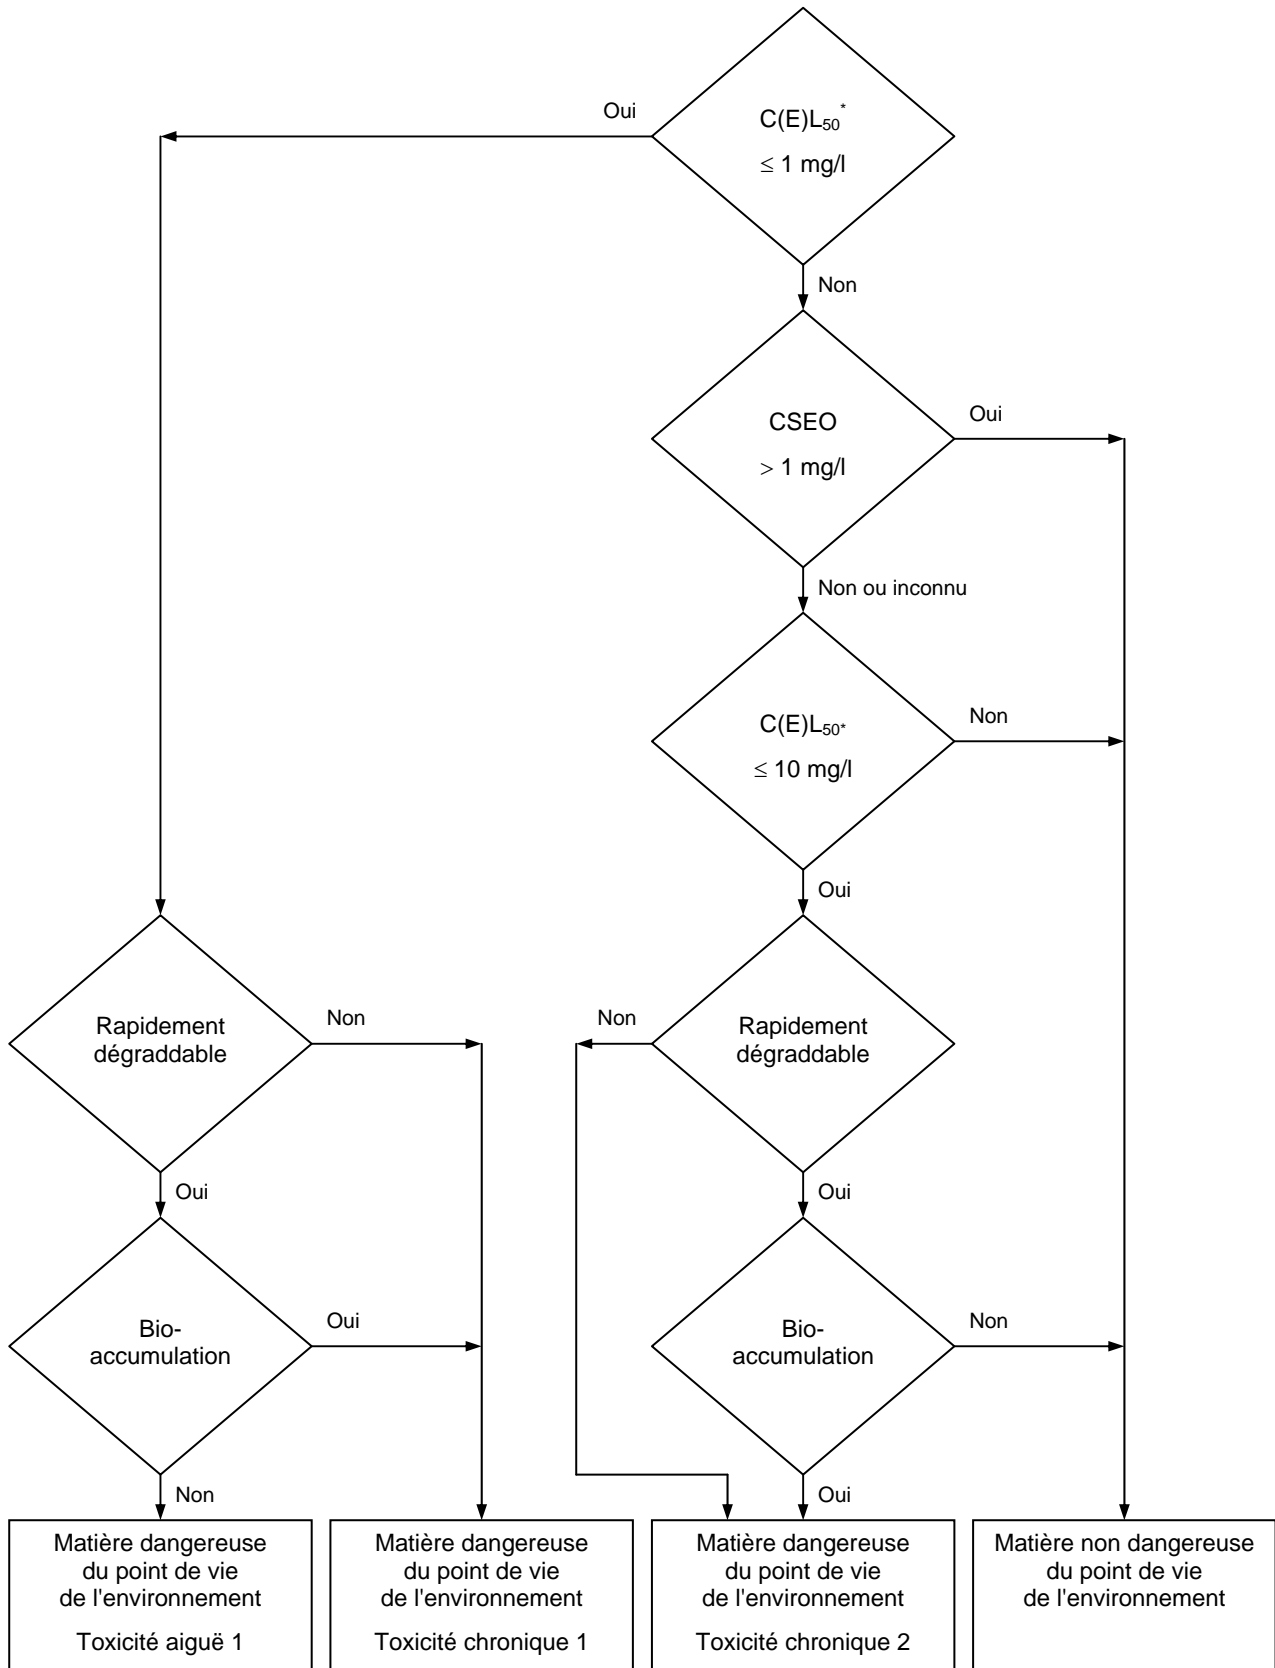 Oui
C(E)L50*
≤ 1 mg/l
Non
CSEO
> 1 mg/l
Oui
Non ou inconnu
C(E)L50*
≤ 10 mg/l
Non
Oui
Rapidement
dégraddable
Non
Non
Rapidement
dégraddable
Oui
Oui
Bio-
accumulation
Oui
Bio-
accumulation
Non
Non
Oui
Matière dangereuse
du point de vie
de l'environnement
Toxicité aiguë 1
Matière dangereuse
du point de vie
de l'environnement
Toxicité chronique 1
Matière dangereuse
du point de vie
de l'environnement
Toxicité chronique 2
Matière non dangereuse
du point de vie
de l'environnement